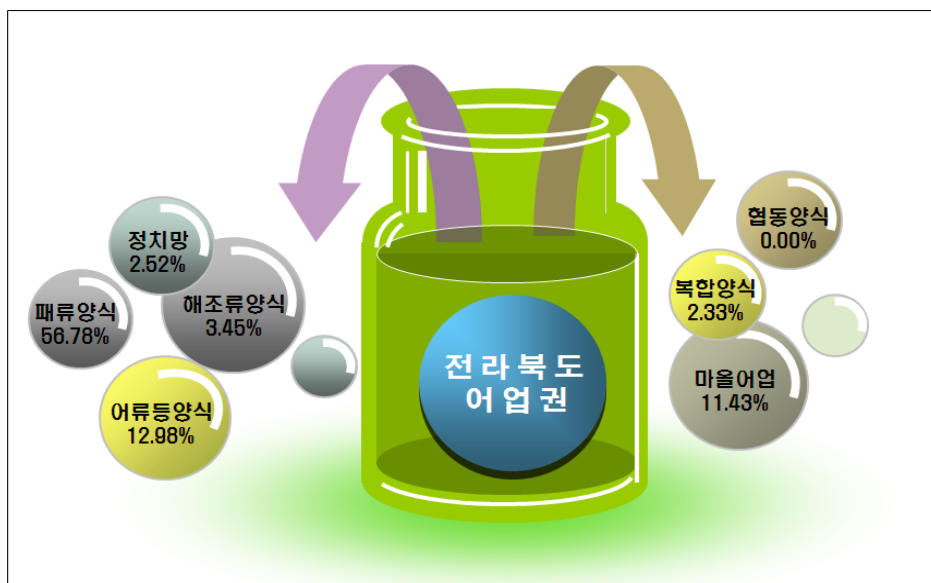 정치망
2.52%
해조류양식
3.45%
패류양식
56.78%
어류등양식
12.98%
전라북도
어업권
협동양식
0.00%
복합양식
2.33%
마을어업
11.43%